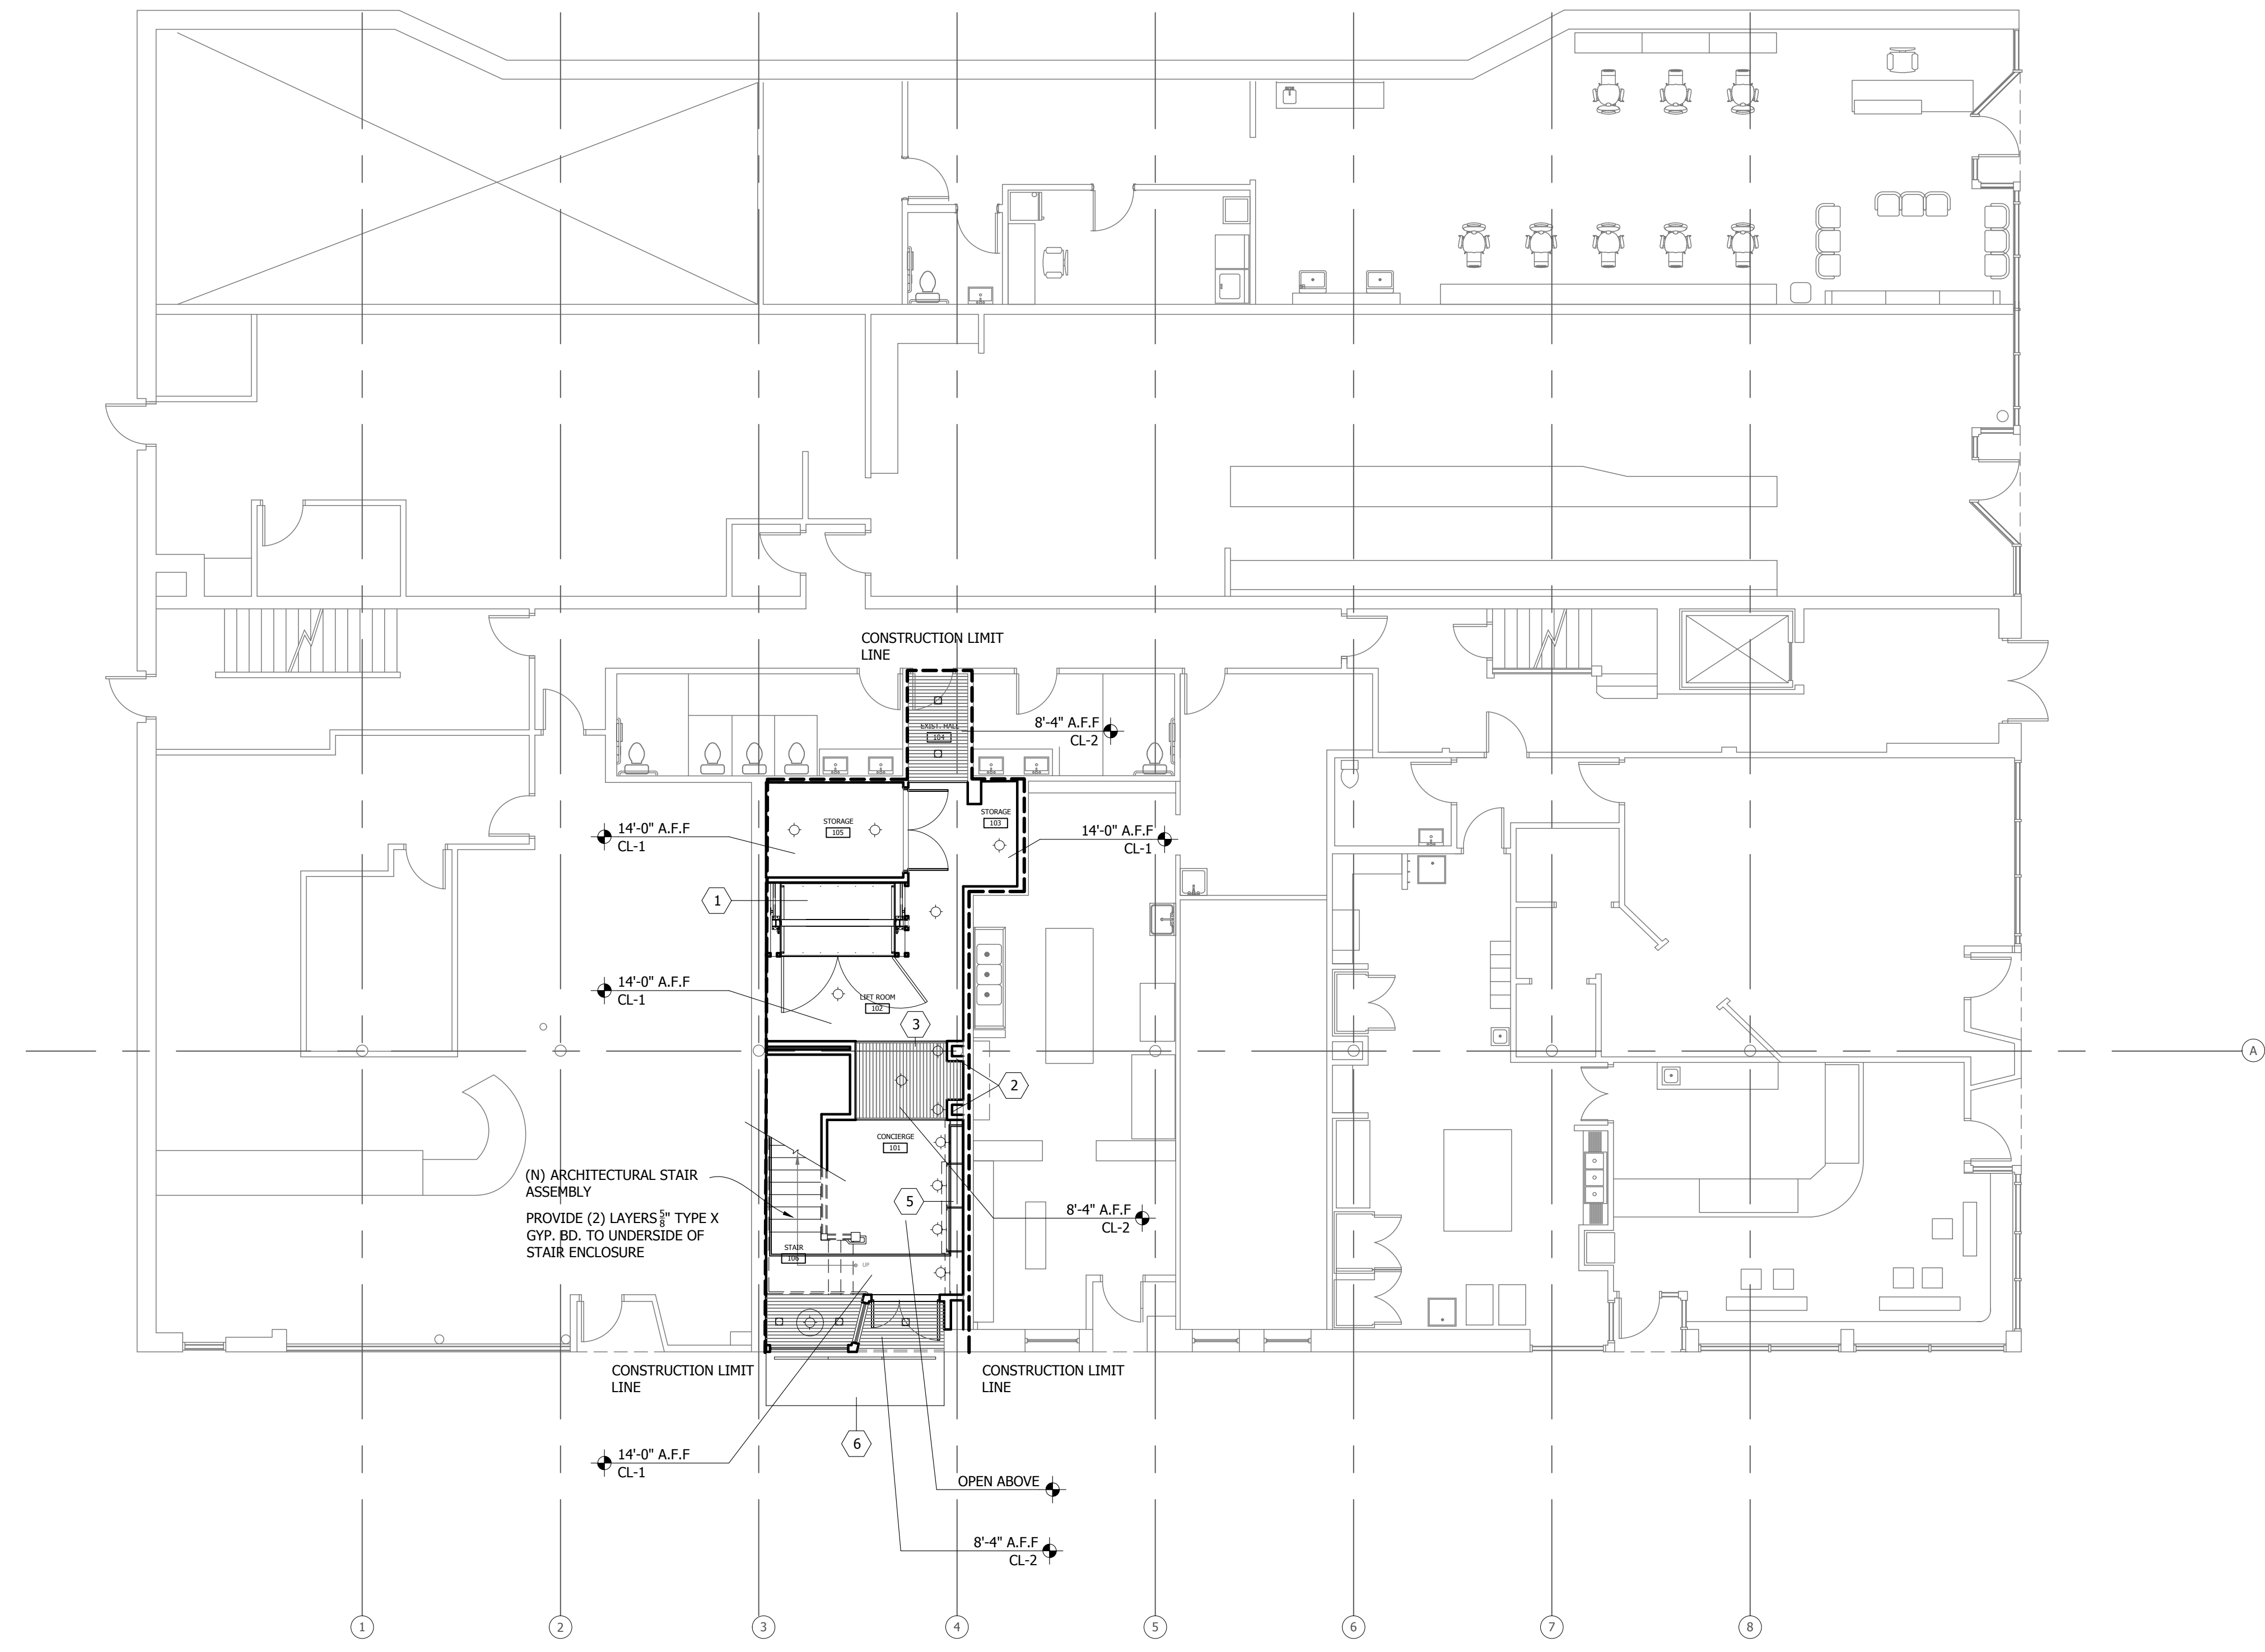 CONSTRUCTION LIMIT
LINE
8'-4" A.F.F
CL-2
EXIST. HALL
104
14'-0" A.F.F
CL-1
STORAGE
105
STORAGE
103
14'-0" A.F.F
CL-1
1
14'-0" A.F.F
CL-1
LIFT ROOM
102
3
A
2
CONCIERGE
101
(N) ARCHITECTURAL STAIR
ASSEMBLY
PROVIDE (2) LAYERS 5/8" TYPE X
GYP. BD. TO UNDERSIDE OF
STAIR ENCLOSURE
5
8'-4" A.F.F
CL-2
STAIR
106
UP
CONSTRUCTION LIMIT
LINE
CONSTRUCTION LIMIT
LINE
6
14'-0" A.F.F
CL-1
OPEN ABOVE
8'-4" A.F.F
CL-2
1
2
3
4
5
6
7
8